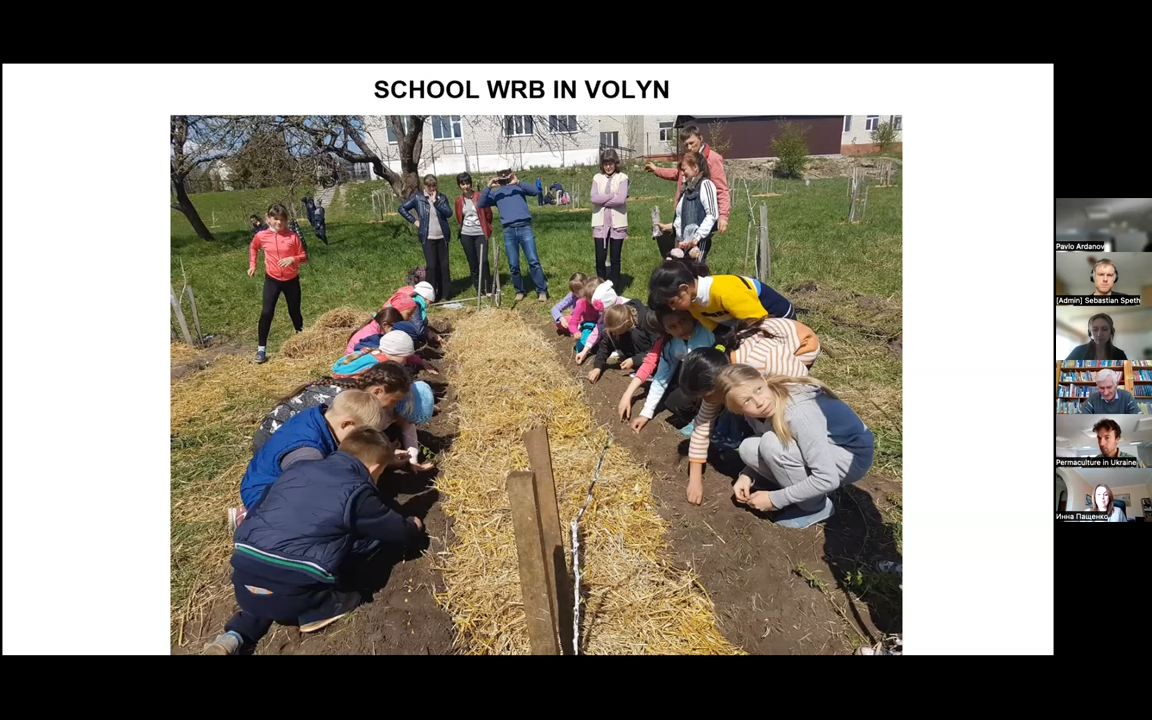 SCHOOL WRB IN VOLYN
Pavlo Ardanov
[Admin] Sebastian Speth
Permaculture in Ukraine
Инна Пащенко